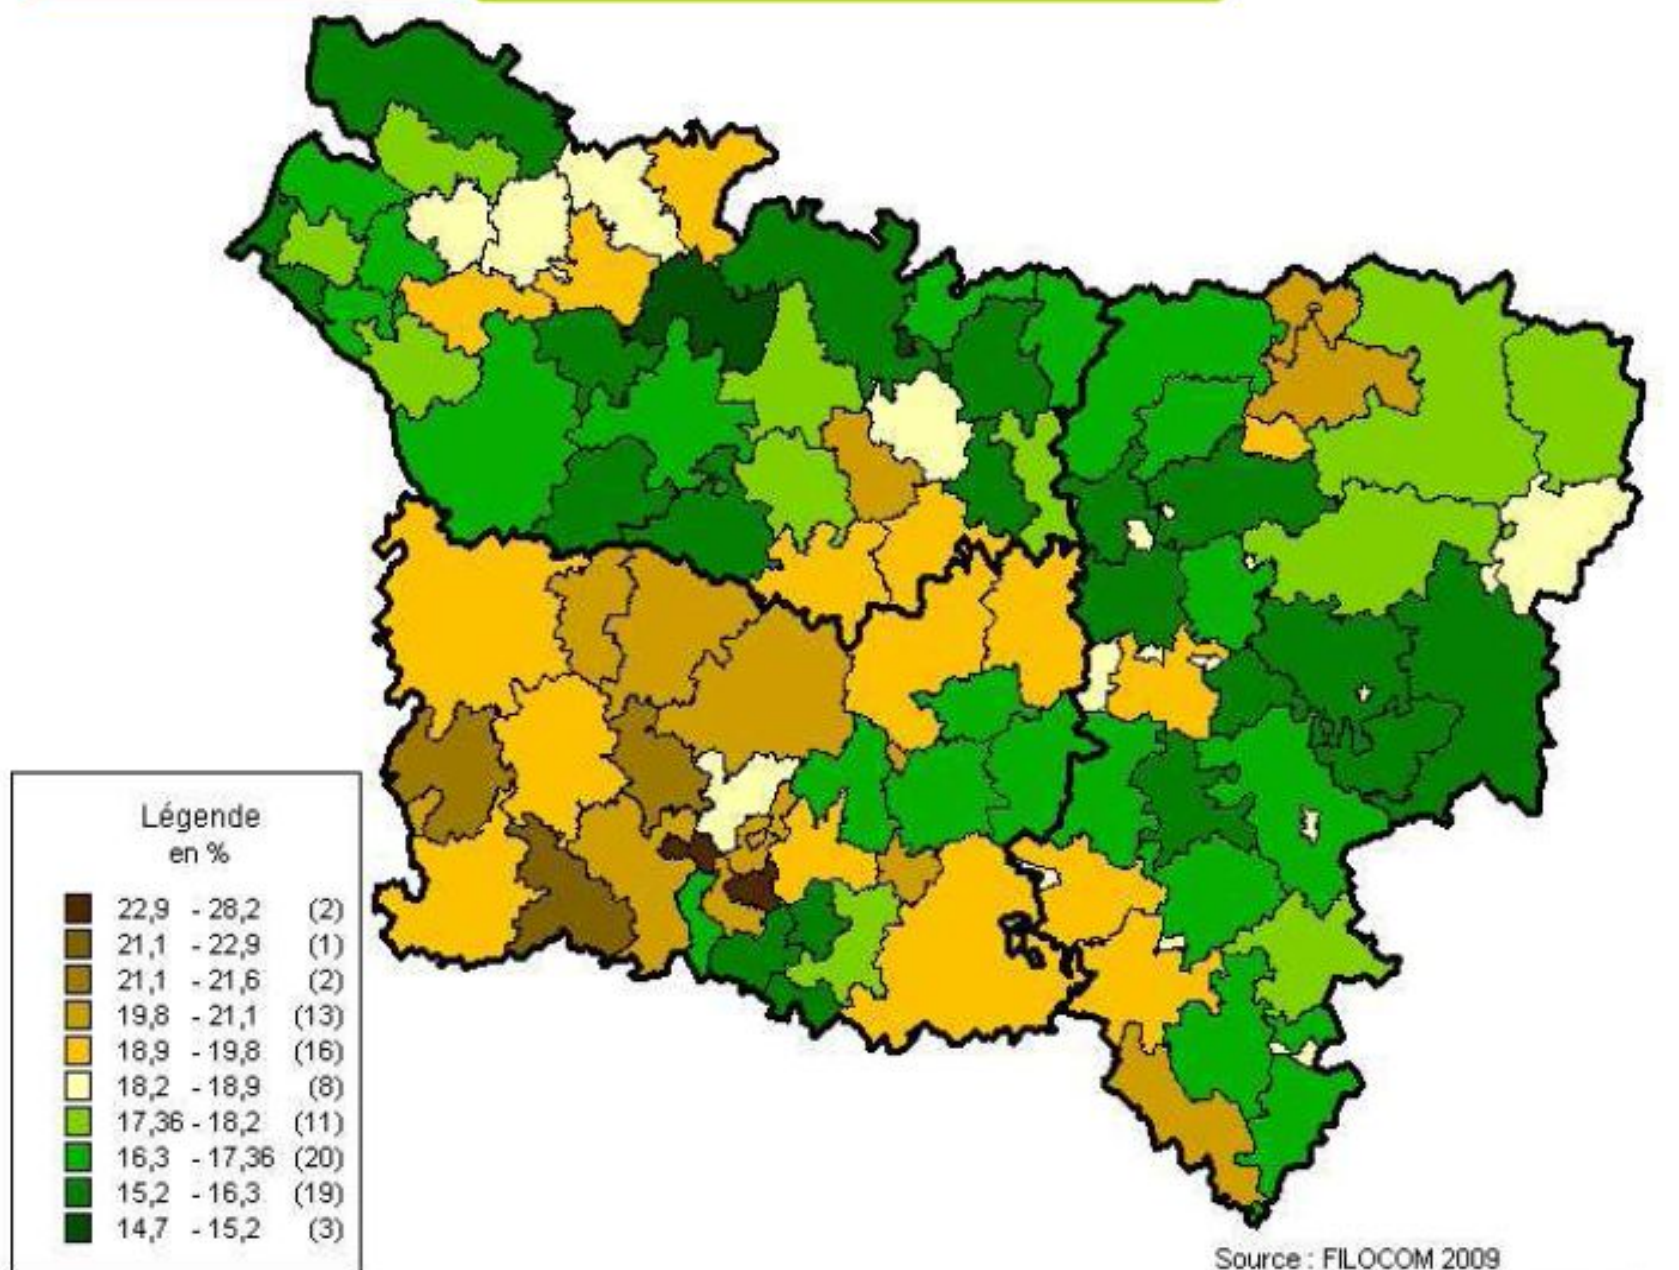 Légende
en %
22,9 - 28,2 (2)
21,1 - 22,9 (1)
21,1 - 21,6 (2)
19,8 - 21,1 (13)
18,9 - 19,8 (16)
18,2 - 18,9 (8)
17,36 - 18,2 (11)
16,3 - 17,36 (20)
15,2 - 16,3 (19)
14,7 - 15,2 (3)
Source : FILOCOM 2009